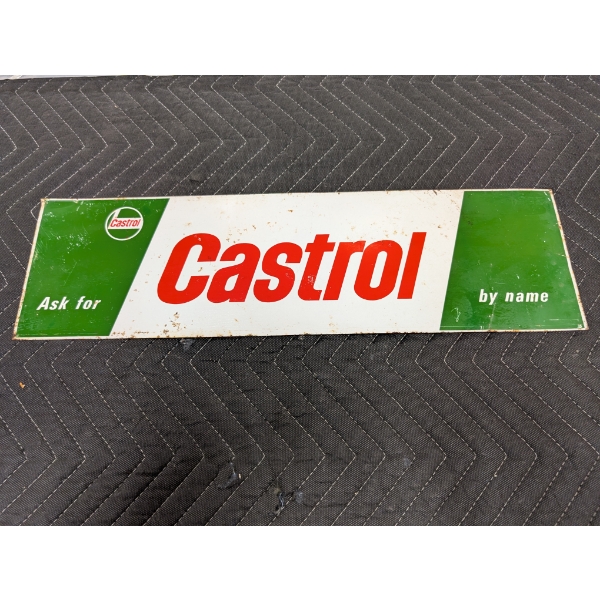 Castrol
Ask for
Castrol
by name